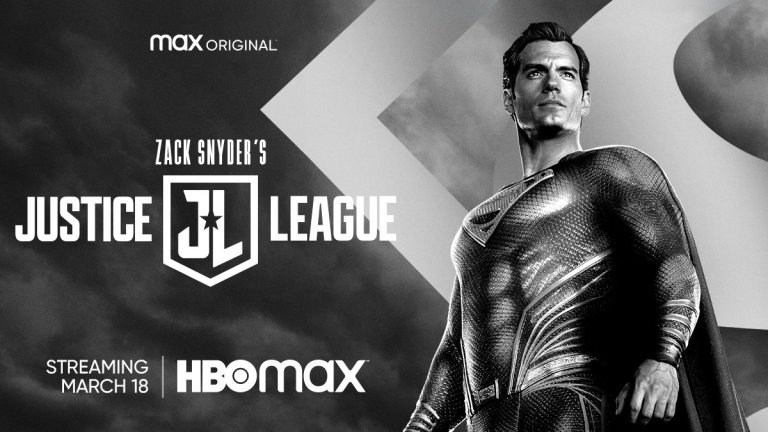 max ORIGINAL
ZACK SNYDER'S
JUSTICE JL LEAGUE
STREAMING
MARCH 18
HBOmax